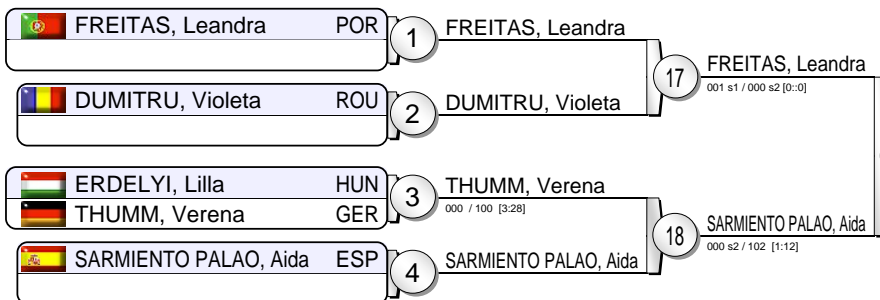 FREITAS, Leandra POR
1
FREITAS, Leandra
DUMITRU, Violeta ROU
2
DUMITRU, Violeta
17
FREITAS, Leandra
001 s1 / 000 s2 [0::0]
ERDELYI, Lilla HUN
THUMM, Verena GER
3
THUMM, Verena
000 / 100 [3:28]
SARMIENTO PALAO, Aida ESP
4
SARMIENTO PALAO, Aida
18
SARMIENTO PALAO, Aida
000 s2 / 102 [1:12]